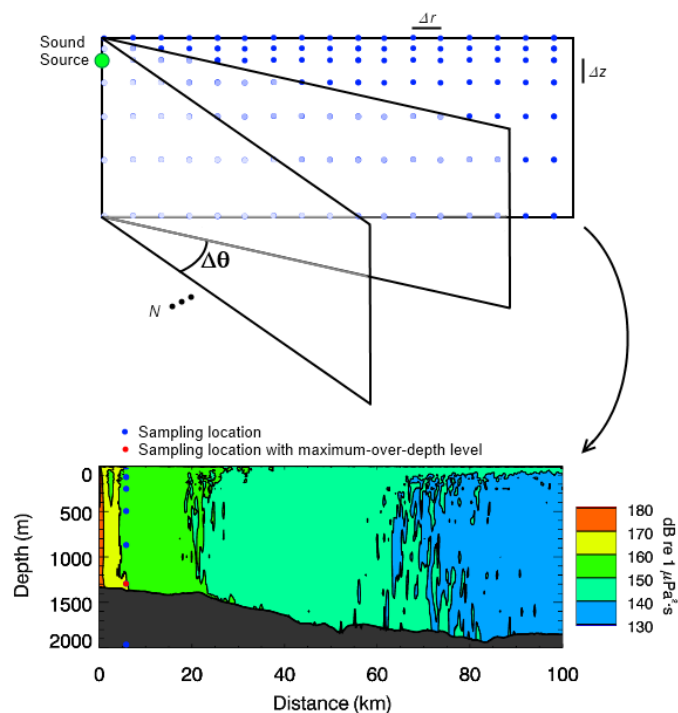 Δr
Sound
Source
Δz
Δθ
N
Sampling location
Sampling location with maximum-over-depth level
0
500
1000
1500
2000
Depth (m)
0 20 40 60 80 100
Distance (km)
180
170
160
150
140
130
dB re 1 μPa²·s